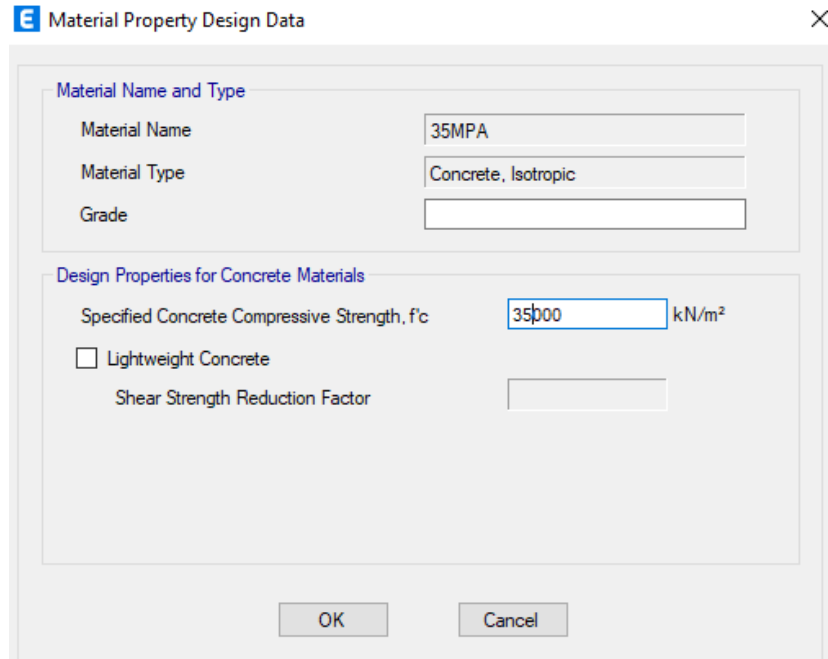 E Material Property Design Data
Material Name and Type
Material Name 35MPA
Material Type Concrete, Isotropic
Grade
Design Properties for Concrete Materials
Specified Concrete Compressive Strength, f'c 35000 kN/m²
Lightweight Concrete
Shear Strength Reduction Factor
OK Cancel